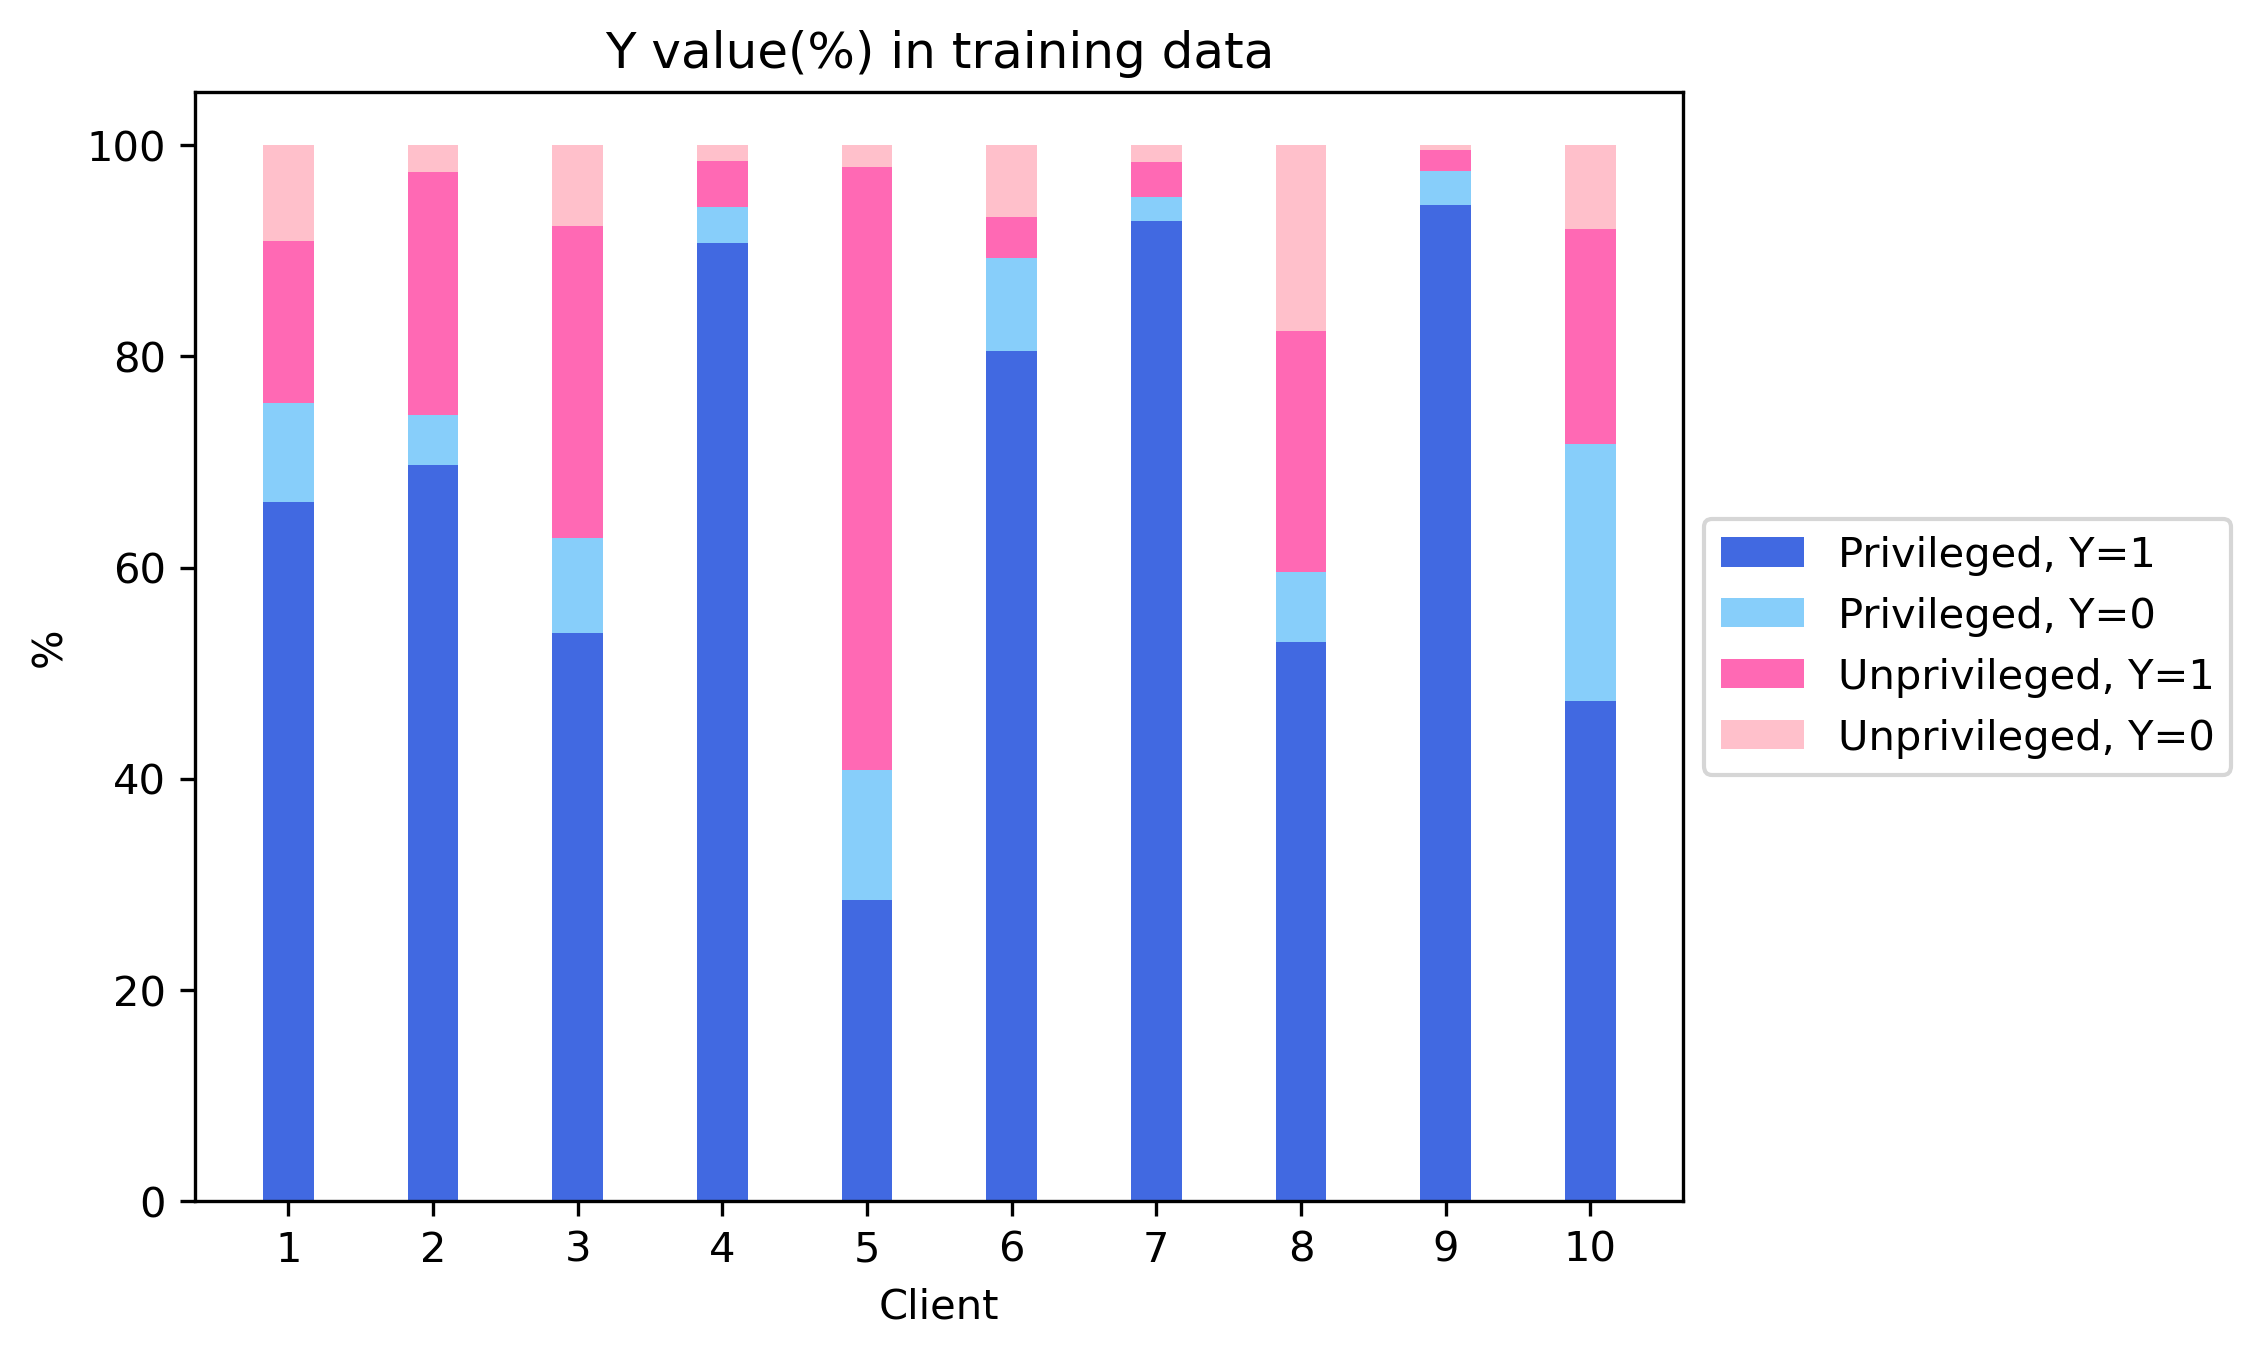 Y value(%) in training data
100
80
60
40
20
0
%
1 2 3 4 5 6 7 8 9 10
Client
Privileged, Y=1
Privileged, Y=0
Unprivileged, Y=1
Unprivileged, Y=0